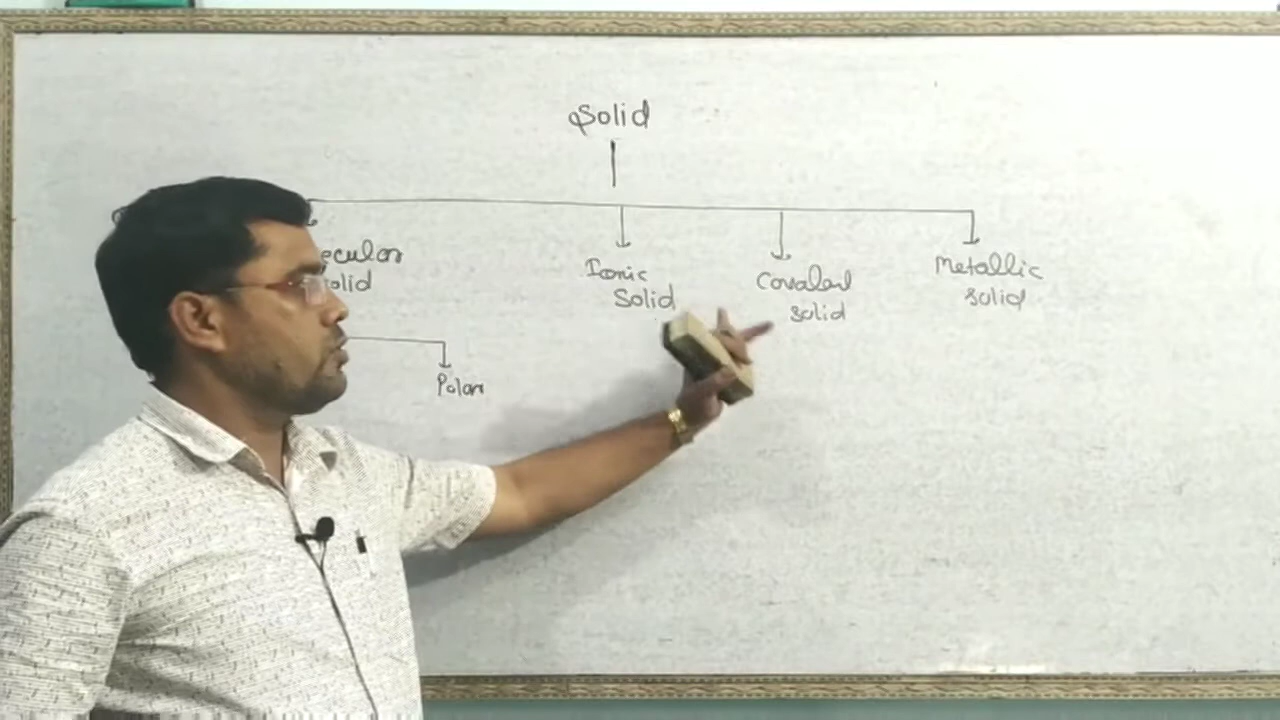 Solid
ecular
olid
Ionic
Solid
Covalent
Solid
Metallic
Solid
Polar